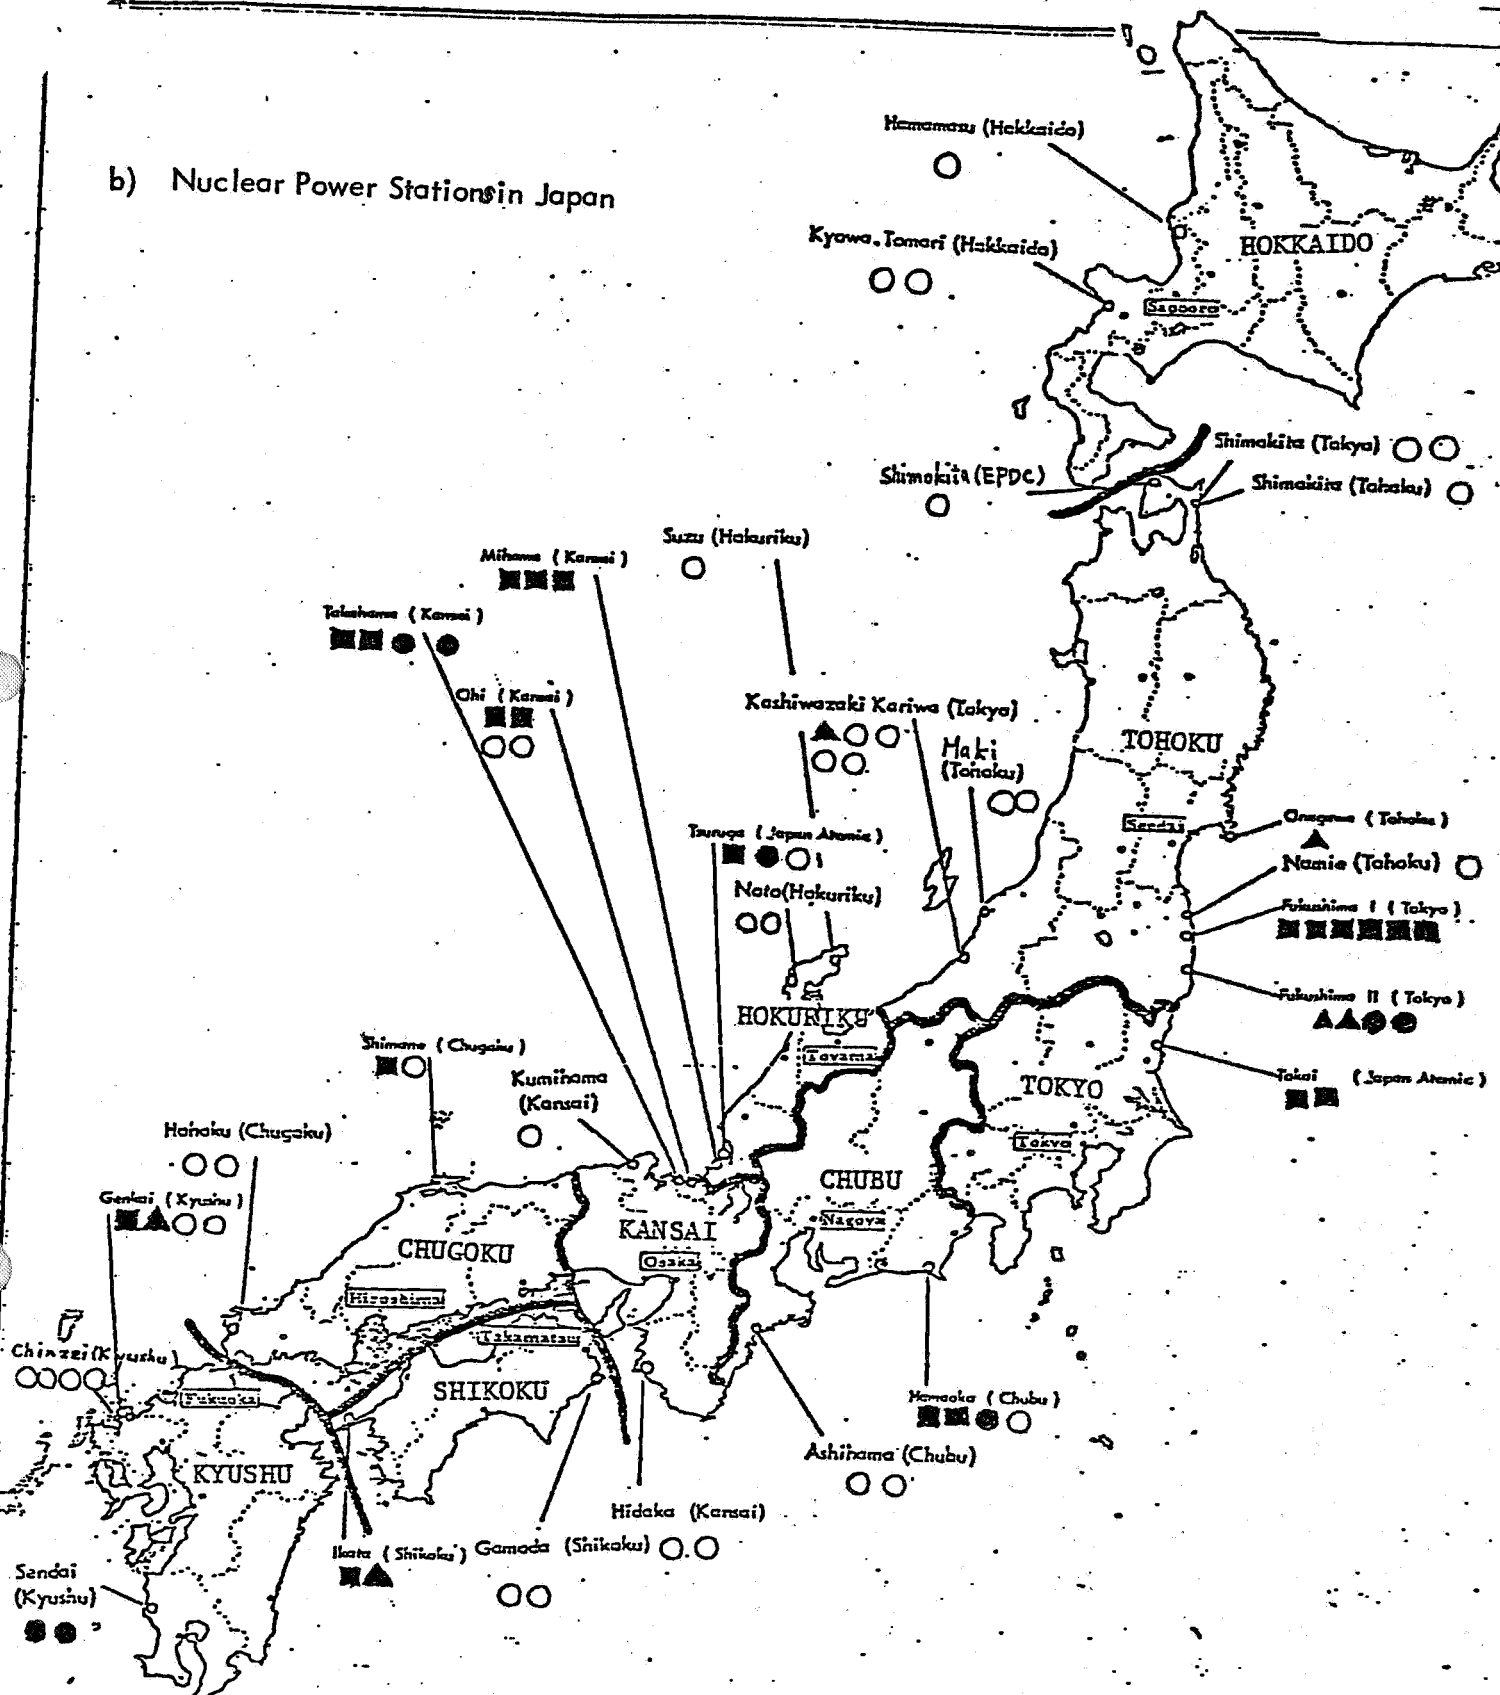 b) Nuclear Power Stations in Japan
Hamamasu (Hokkaido)
Kyowa.Tomari (Hokkaido)
HOKKAIDO
Sapporo
Shimokita (Tokyo)
Shimokita (EPDC)
Shimokita (Tohoku)
Suzu (Hokuriku)
Mihama (Kansai)
Takahama (Kansai)
Ohi (Kansai)
Kashiwazaki Kariwa (Tokyo)
Maki
(Tohoku)
TOHOKU
Sendai
Tsuruga (Japan Atomic)
Onagawa (Tohoku)
Namie (Tohoku)
Noto (Hokuriku)
Fukushima I (Tokyo)
Fukushima II (Tokyo)
HOKURIKU
Toyama
Shimane (Chugoku)
Kumihama
(Kansai)
TOKYO
Tokai (Japan Atomic)
Hohoku (Chugoku)
Tokyo
CHUBU
Genkai (Kyushu)
Nagoya
KANSAI
CHUGOKU
Osaka
Hiroshima
Takamatsu
Chinzei (Kyushu)
Fukuoka
SHIKOKU
Hamaoka (Chubu)
Ashihama (Chubu)
KYUSHU
Hidaka (Kansai)
Ikata (Shikoku)
Gamoda (Shikoku)
Sendai
(Kyushu)